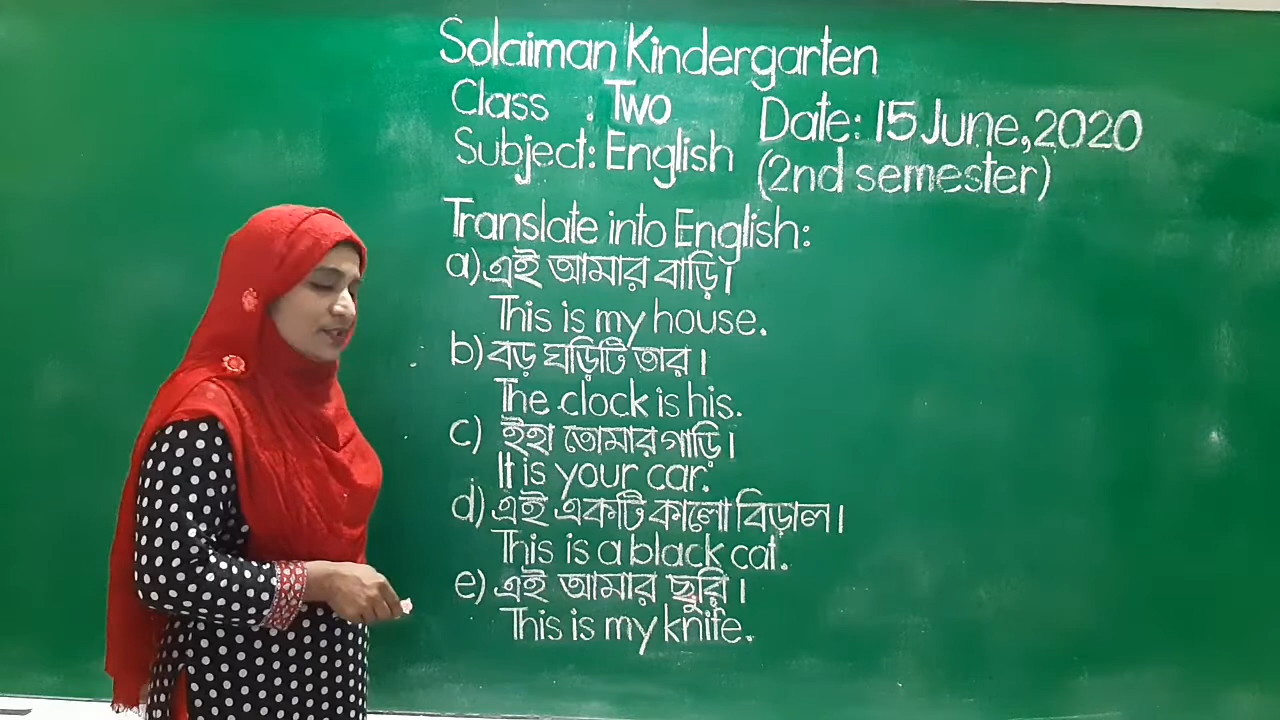 Solaiman Kindergarten
Class : Two
Date: 15 June, 2020
Subject: English
(2nd semester)
Translate into English:
a) এই আমার বাড়ি।
This is my house.
b) বড় ঘড়িটি তার।
The clock is his.
c) ইহা তোমার গাড়ি।
It is your car.
d) এই একটি কালো বিড়াল।
This is a black cat.
e) এই আমার ছুরি।
This is my knife.